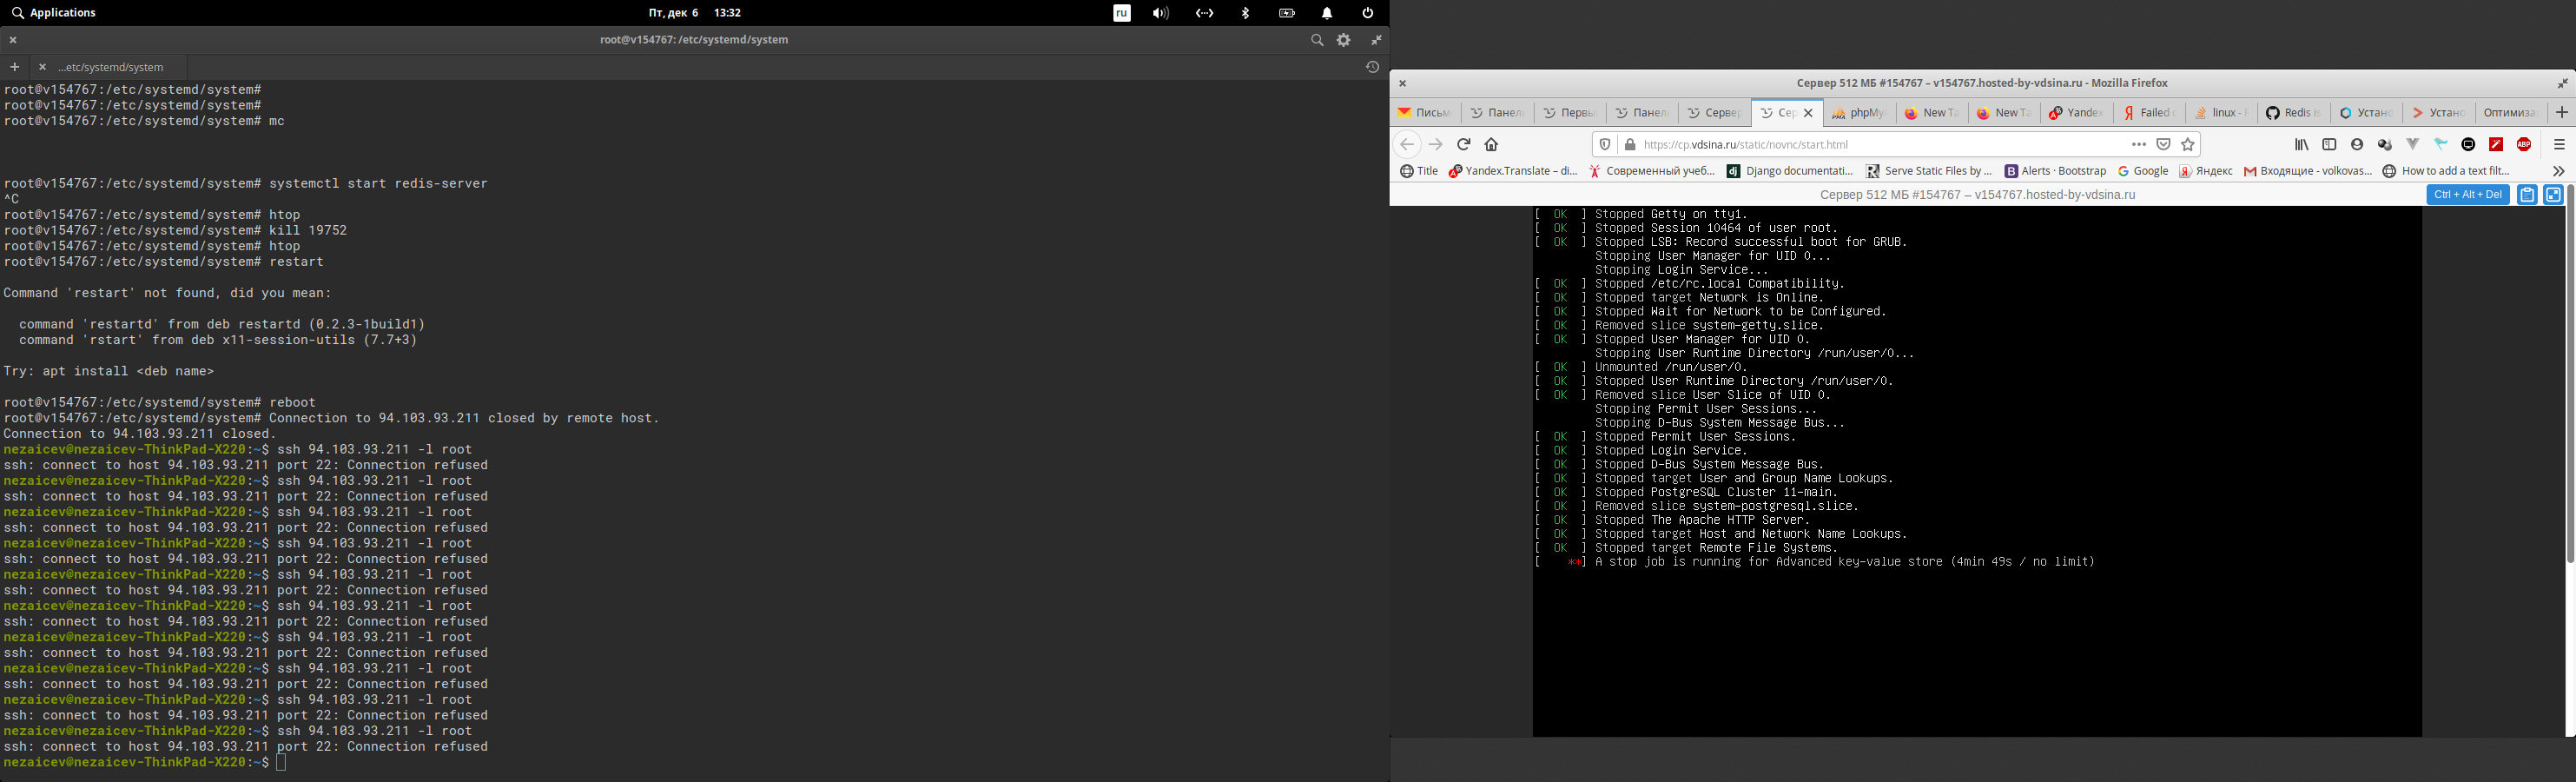 Applications
Пт, дек 6 13:32
ru
root@v154767: /etc/systemd/system
...etc/systemd/system
root@v154767:/etc/systemd/system#
root@v154767:/etc/systemd/system#
root@v154767:/etc/systemd/system# mc
root@v154767:/etc/systemd/system# systemctl start redis-server
^C
root@v154767:/etc/systemd/system# htop
root@v154767:/etc/systemd/system# kill 19752
root@v154767:/etc/systemd/system# htop
root@v154767:/etc/systemd/system# restart
Command 'restart' not found, did you mean:
command 'restartd' from deb restartd (0.2.3-1build1)
command 'rstart' from deb x11-session-utils (7.7+3)
Try: apt install <deb name>
root@v154767:/etc/systemd/system# reboot
root@v154767:/etc/systemd/system# Connection to 94.103.93.211 closed by remote host.
Connection to 94.103.93.211 closed.
nezaicev@nezaicev-ThinkPad-X220:~$ ssh 94.103.93.211 -l root
ssh: connect to host 94.103.93.211 port 22: Connection refused
nezaicev@nezaicev-ThinkPad-X220:~$ ssh 94.103.93.211 -l root
ssh: connect to host 94.103.93.211 port 22: Connection refused
nezaicev@nezaicev-ThinkPad-X220:~$ ssh 94.103.93.211 -l root
ssh: connect to host 94.103.93.211 port 22: Connection refused
nezaicev@nezaicev-ThinkPad-X220:~$ ssh 94.103.93.211 -l root
ssh: connect to host 94.103.93.211 port 22: Connection refused
nezaicev@nezaicev-ThinkPad-X220:~$ ssh 94.103.93.211 -l root
ssh: connect to host 94.103.93.211 port 22: Connection refused
nezaicev@nezaicev-ThinkPad-X220:~$ ssh 94.103.93.211 -l root
ssh: connect to host 94.103.93.211 port 22: Connection refused
nezaicev@nezaicev-ThinkPad-X220:~$ ssh 94.103.93.211 -l root
ssh: connect to host 94.103.93.211 port 22: Connection refused
nezaicev@nezaicev-ThinkPad-X220:~$ ssh 94.103.93.211 -l root
ssh: connect to host 94.103.93.211 port 22: Connection refused
nezaicev@nezaicev-ThinkPad-X220:~$ ssh 94.103.93.211 -l root
ssh: connect to host 94.103.93.211 port 22: Connection refused
nezaicev@nezaicev-ThinkPad-X220:~$ ssh 94.103.93.211 -l root
ssh: connect to host 94.103.93.211 port 22: Connection refused
nezaicev@nezaicev-ThinkPad-X220:~$
Сервер 512 МБ #154767 – v154767.hosted-by-vdsina.ru - Mozilla Firefox
Письм Панел Первы Панел Сервер Сер phpMy New Ta New Ta Yandex Failed linux - Redis is Устано Устано Оптимиза
https://cp.vdsina.ru/static/novnc/start.html
Title Yandex.Translate – di... Современный учеб... Django documentati... Serve Static Files by ... Alerts · Bootstrap Google Яндекс Входящие - volkovas... How to add a text filt...
Сервер 512 МБ #154767 – v154767.hosted-by-vdsina.ru
Ctrl + Alt + Del
[ OK ] Stopped Getty on tty1.
[ OK ] Stopped Session 10464 of user root.
[ OK ] Stopped LSB: Record successful boot for GRUB.
Stopping User Manager for UID 0...
Stopping Login Service...
[ OK ] Stopped /etc/rc.local Compatibility.
[ OK ] Stopped target Network is Online.
[ OK ] Stopped Wait for Network to be Configured.
[ OK ] Removed slice system-getty.slice.
[ OK ] Stopped User Manager for UID 0.
Stopping User Runtime Directory /run/user/0...
[ OK ] Unmounted /run/user/0.
[ OK ] Stopped User Runtime Directory /run/user/0.
[ OK ] Removed slice User Slice of UID 0.
Stopping Permit User Sessions...
Stopping D-Bus System Message Bus...
[ OK ] Stopped Permit User Sessions.
[ OK ] Stopped Login Service.
[ OK ] Stopped D-Bus System Message Bus.
[ OK ] Stopped target User and Group Name Lookups.
[ OK ] Stopped PostgreSQL Cluster 11-main.
[ OK ] Removed slice system-postgresql.slice.
[ OK ] Stopped The Apache HTTP Server.
[ OK ] Stopped target Host and Network Name Lookups.
[ OK ] Stopped target Remote File Systems.
[ **] A stop job is running for Advanced key-value store (4min 49s / no limit)